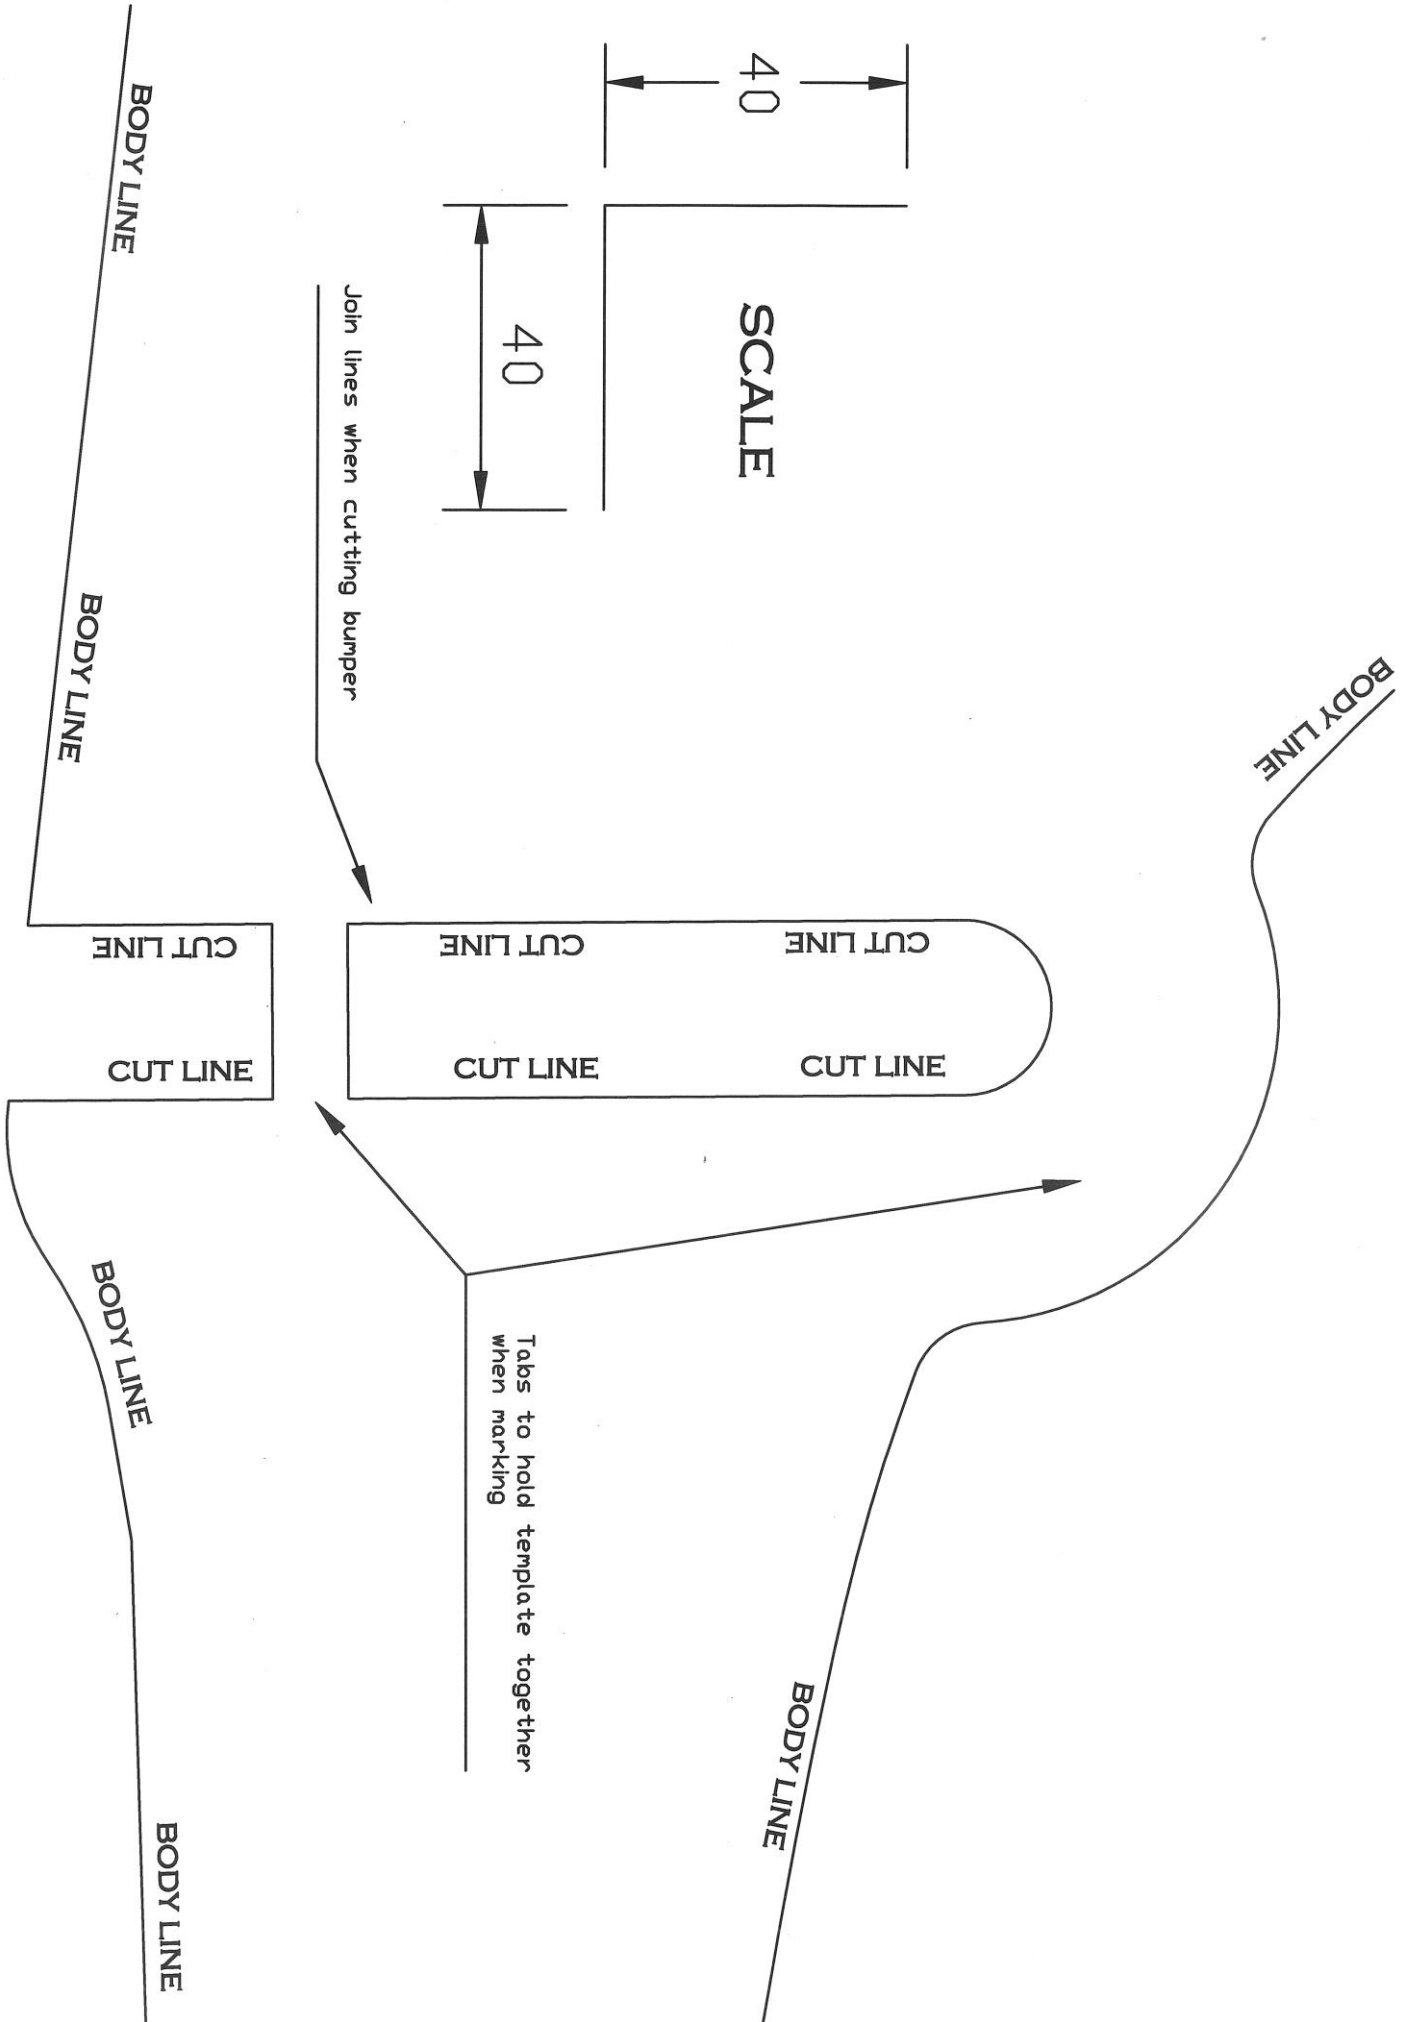 40
SCALE
40
Join lines when cutting bumper
BODY LINE
BODY LINE
BODY LINE
CUT LINE
CUT LINE
CUT LINE
CUT LINE
CUT LINE
CUT LINE
Tabs to hold template together
when marking
BODY LINE
BODY LINE
BODY LINE